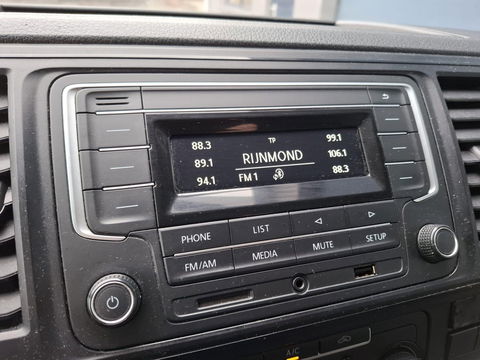 88.3 TP 99.1
89.1 RIJNMOND 106.1
94.1 FM 1 88.3
PHONE LIST
FM/AM MEDIA MUTE SETUP
A/C